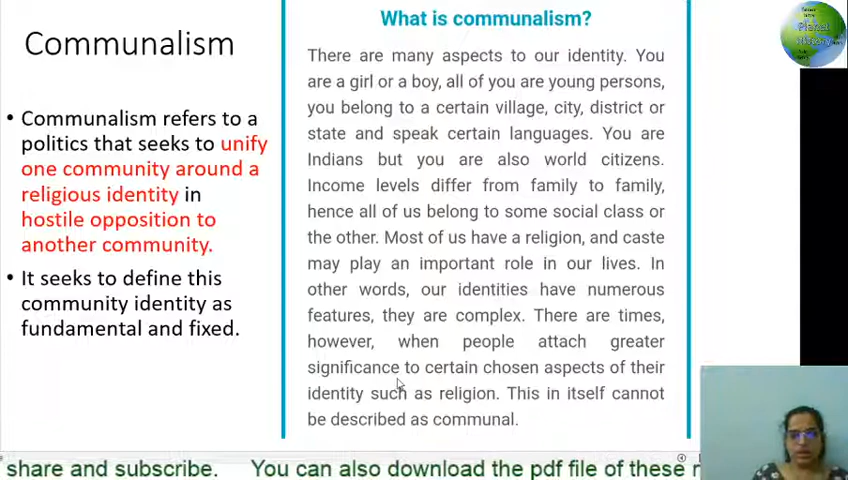 Communalism
• Communalism refers to a
politics that seeks to unify
one community around a
religious identity in
hostile opposition to
another community.
• It seeks to define this
community identity as
fundamental and fixed.
What is communalism?
There are many aspects to our identity. You
are a girl or a boy, all of you are young persons,
you belong to a certain village, city, district or
state and speak certain languages. You are
Indians but you are also world citizens.
Income levels differ from family to family,
hence all of us belong to some social class or
the other. Most of us have a religion, and caste
may play an important role in our lives. In
other words, our identities have numerous
features, they are complex. There are times,
however, when people attach greater
significance to certain chosen aspects of their
identity such as religion. This in itself cannot
be described as communal.
share and subscribe. You can also download the pdf file of these